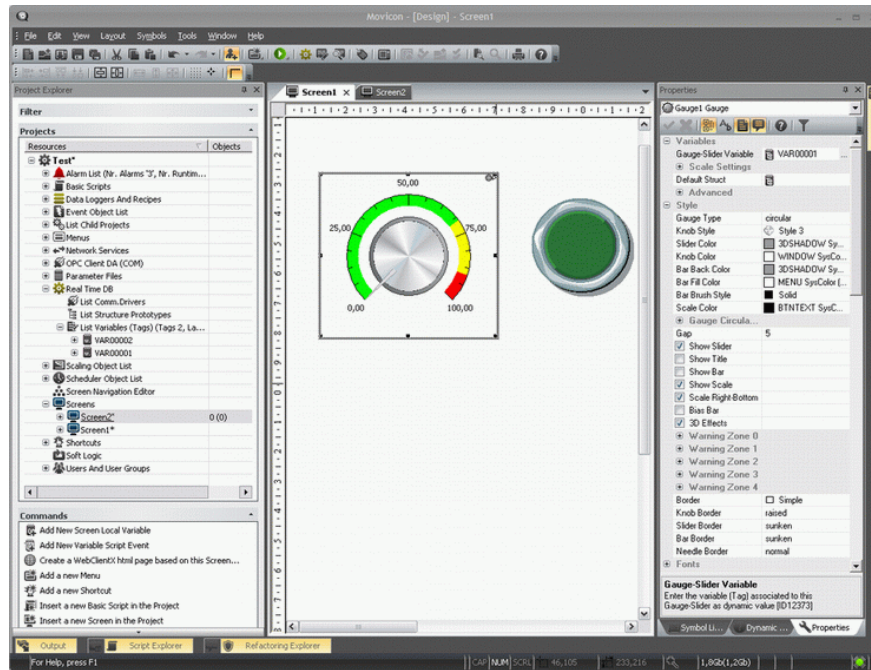 Movicon - [Design] - Screen1
File Edit View Layout Symbols Tools Window Help
Project Explorer
Filter
Projects
Resources Objects
Test*
Alarm List (Nr. Alarms "3', Nr. Runtim...
Basic Scripts
Data Loggers And Recipes
Event Object List
List Child Projects
Menus
Network Services
OPC Client DA (COM)
Parameter Files
Real Time DB
List Comm.Drivers
List Structure Prototypes
List Variables (Tags) (Tags 2, La...
VAR00002
VAR00001
Scaling Object List
Scheduler Object List
Screen Navigation Editor
Screens
Screen2* 0 (0)
Screen1*
Shortcuts
Soft Logic
Users And User Groups
Commands
Add New Screen Local Variable
Add New Variable Script Event
Create a WebClientX html page based on this Screen...
Add a new Menu
Add a new Shortcut
Insert a new Basic Script in the Project
Insert a new Screen in the Project
Screen1 Screen2
50,00
25,00 75,00
0,00 100,00
Properties
Gauge1 Gauge
Variables
Gauge-Slider Variable VAR00001 ...
Scale Settings
Default Struct
Advanced
Style
Gauge Type circular
Knob Style Style 3
Slider Color 3DSHADOW Sy...
Knob Color WINDOW SysCo...
Bar Back Color 3DSHADOW Sy...
Bar Fill Color MENU SysColor (...
Bar Brush Style Solid
Scale Color BTNTEXT SysC...
Gauge Circula...
Gap 5
Show Slider
Show Title
Show Bar
Show Scale
Scale Right-Bottom
Bias Bar
3D Effects
Warning Zone 0
Warning Zone 1
Warning Zone 2
Warning Zone 3
Warning Zone 4
Border Simple
Knob Border raised
Slider Border sunken
Bar Border sunken
Needle Border normal
Fonts
Gauge-Slider Variable
Enter the variable (Tag) associated to this
Gauge-Slider as dynamic value [ID12373]
Symbol Li... Dynamic ... Properties
Output Script Explorer Refactoring Explorer
For Help, press F1 CAP NUM SCRL 46,105 233,216 1,8Gb(1,2Gb)